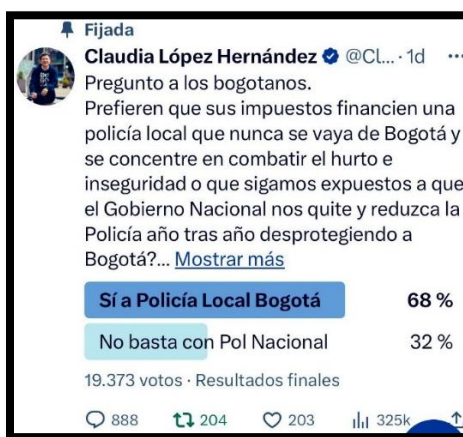 Fijada
Claudia López Hernández @Cl... · 1d ...
Pregunto a los bogotanos.
Prefieren que sus impuestos financien una
policía local que nunca se vaya de Bogotá y
se concentre en combatir el hurto e
inseguridad o que sigamos expuestos a que
el Gobierno Nacional nos quite y reduzca la
Policía año tras año desprotegiendo a
Bogotá?... Mostrar más
Sí a Policía Local Bogotá 68 %
No basta con Pol Nacional 32 %
19.373 votos · Resultados finales
888 204 203 325k